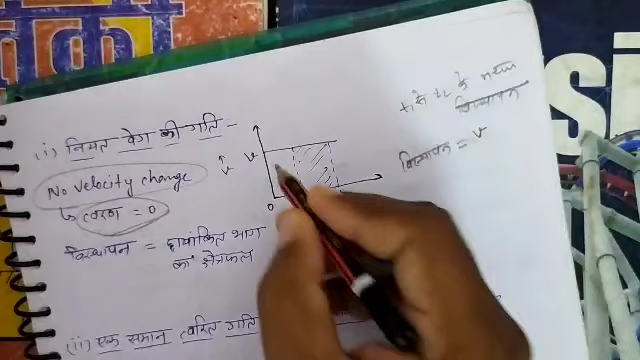 (i) नियत वेग की गति -
No velocity change
↳ त्वरण = 0
विस्थापन = छायांकित भाग
का क्षेत्रफल
v
v
0
t₁ से t₂ के मध्य
विस्थापन
विस्थापन = v
(ii) एक समान त्वरित गति